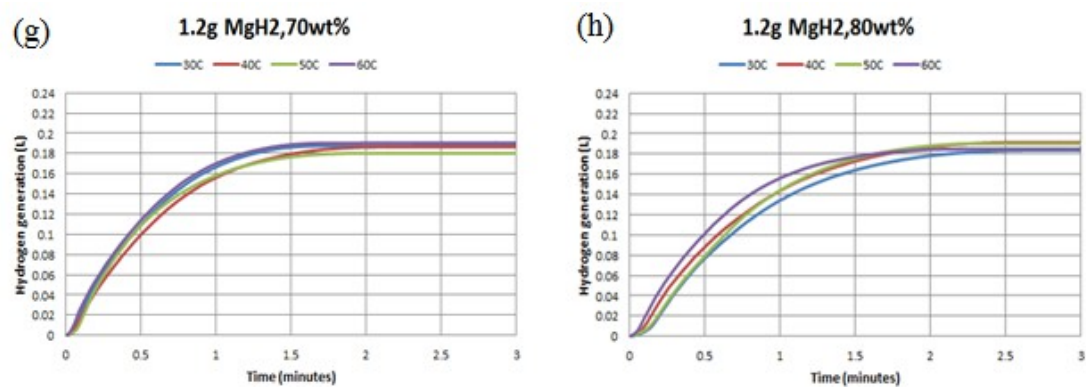 (g)
1.2g MgH2,70wt%
30C 40C 50C 60C
Hydrogen generation (L)
0.24
0.22
0.2
0.18
0.16
0.14
0.12
0.1
0.08
0.06
0.04
0.02
0
0 0.5 1 1.5 2 2.5 3
Time (minutes)
(h)
1.2g MgH2,80wt%
30C 40C 50C 60C
Hydrogen generation (L)
0.24
0.22
0.2
0.18
0.16
0.14
0.12
0.1
0.08
0.06
0.04
0.02
0
0 0.5 1 1.5 2 2.5 3
Time (minutes)